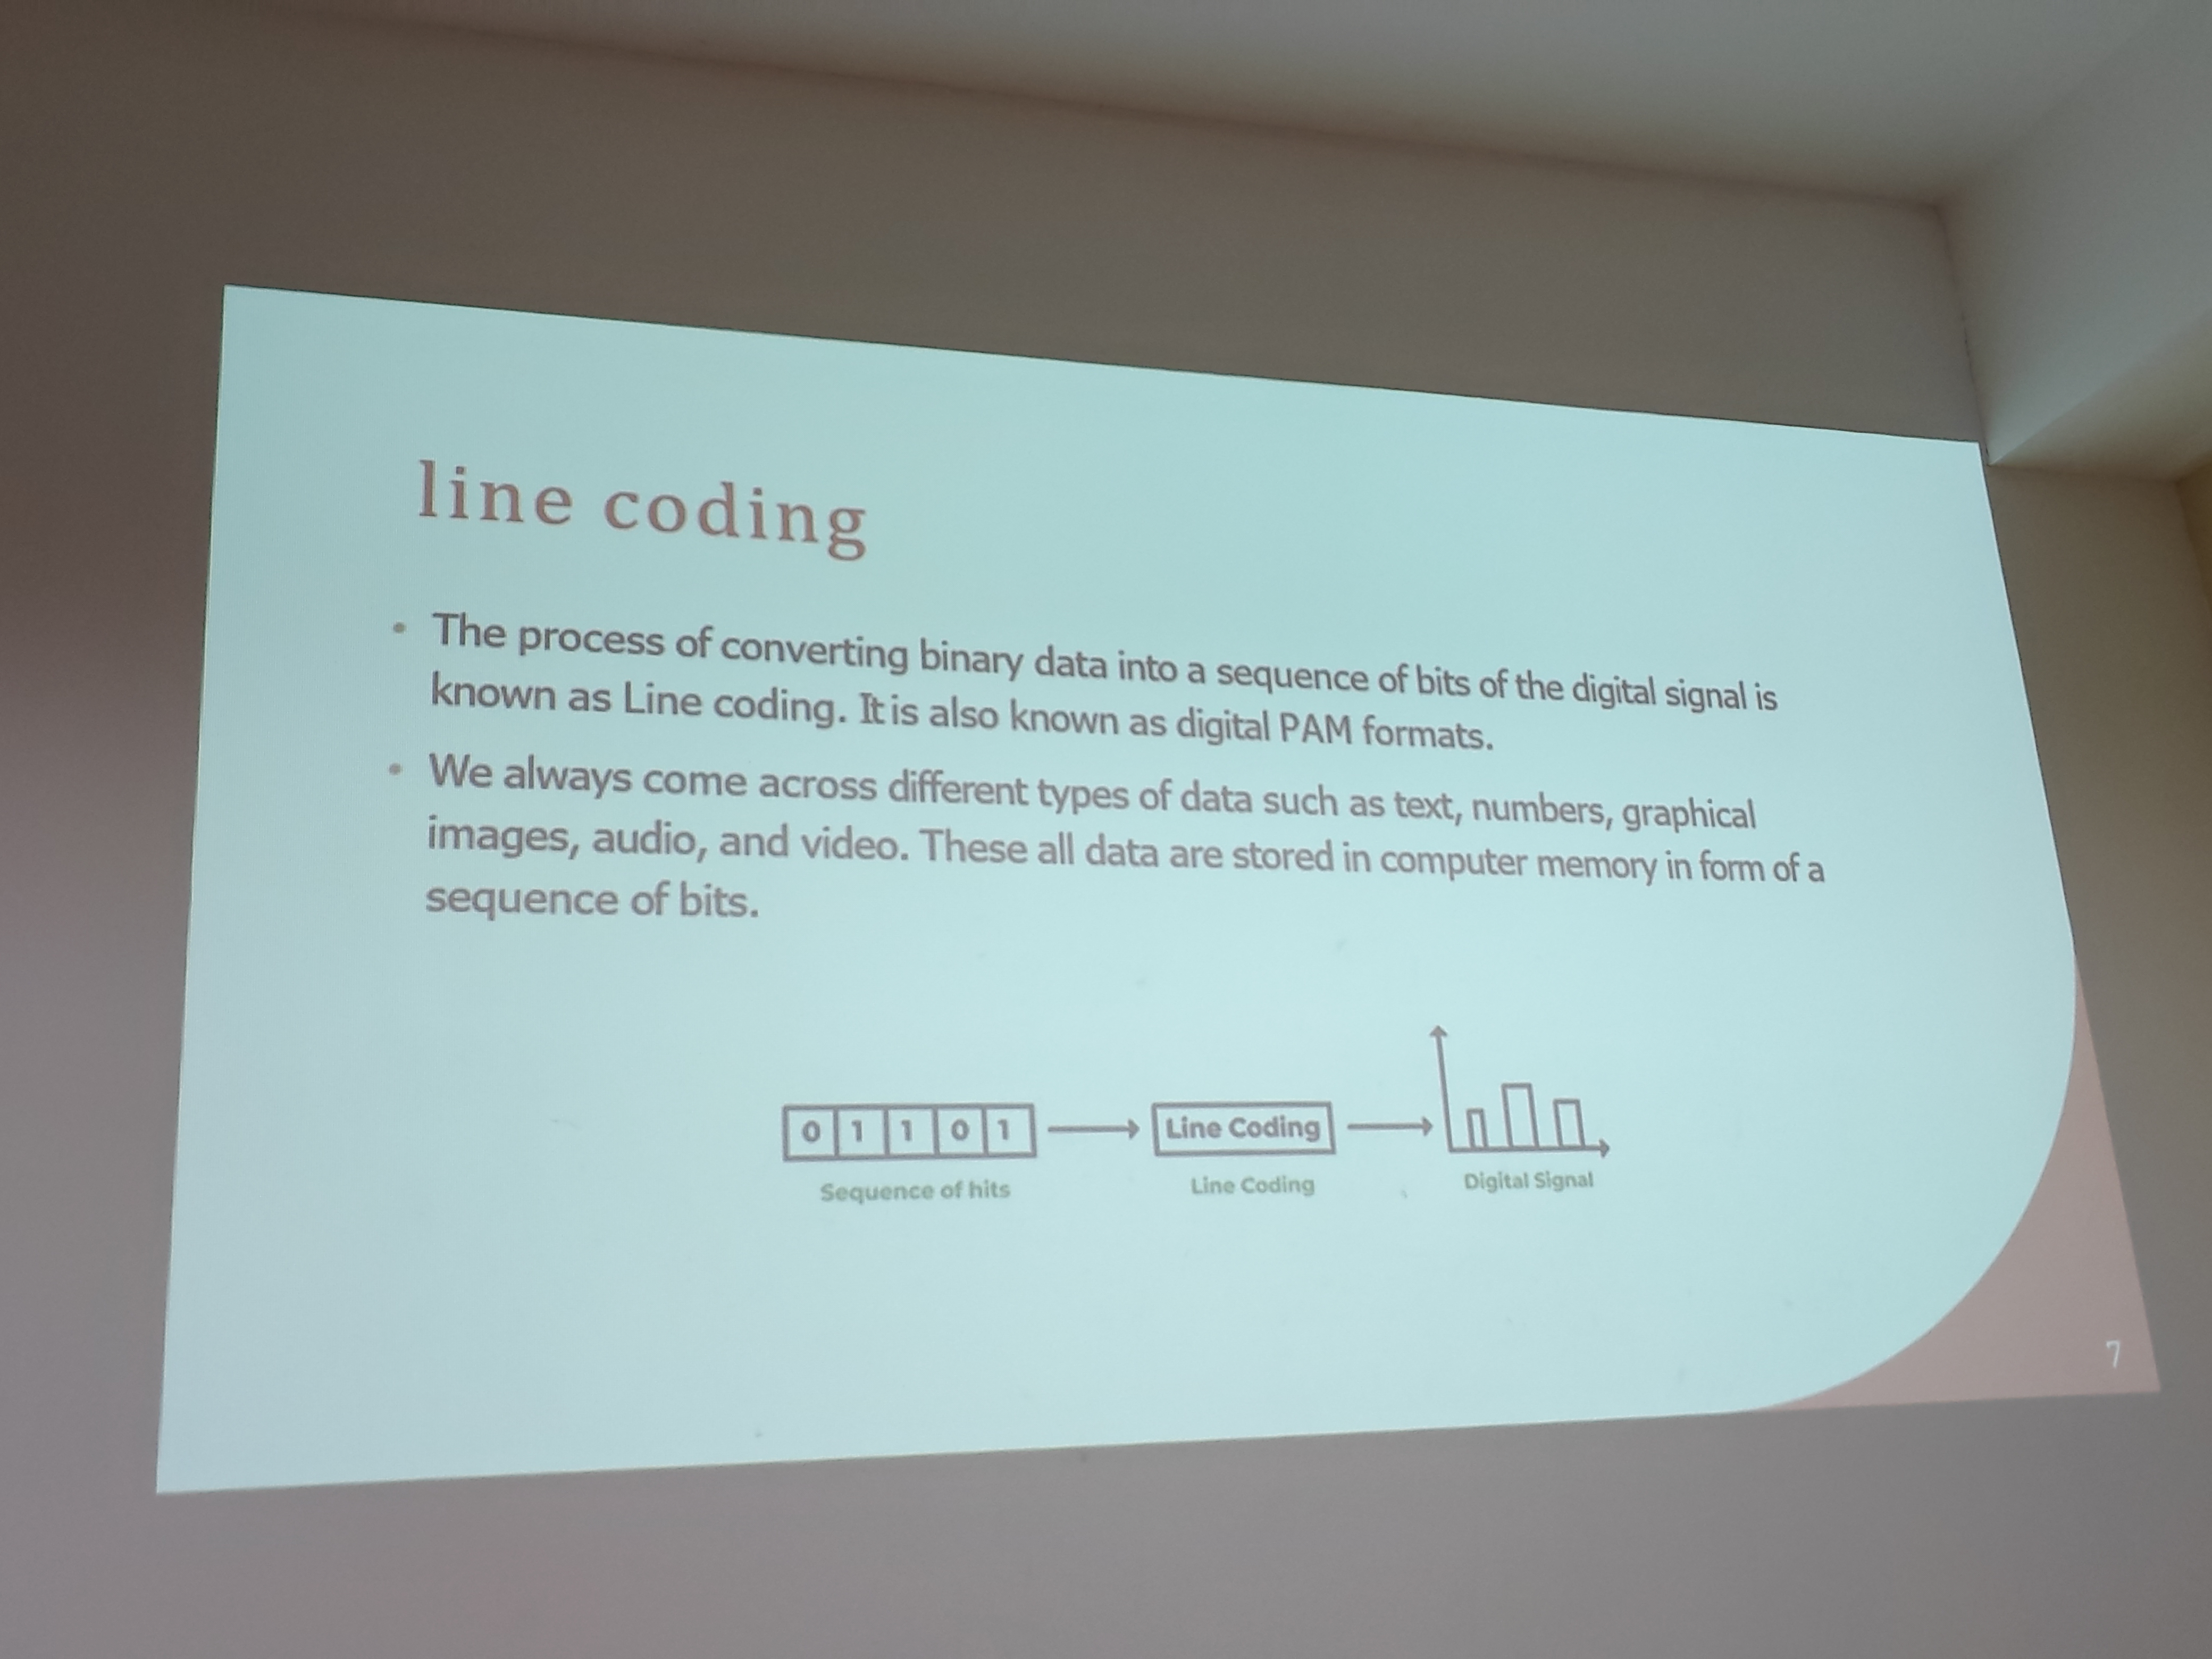 line coding
• The process of converting binary data into a sequence of bits of the digital signal is
known as Line coding. It is also known as digital PAM formats.
• We always come across different types of data such as text, numbers, graphical
images, audio, and video. These all data are stored in computer memory in form of a
sequence of bits.
0 1 1 0 1
Line Coding
Sequence of hits
Line Coding
Digital Signal
7